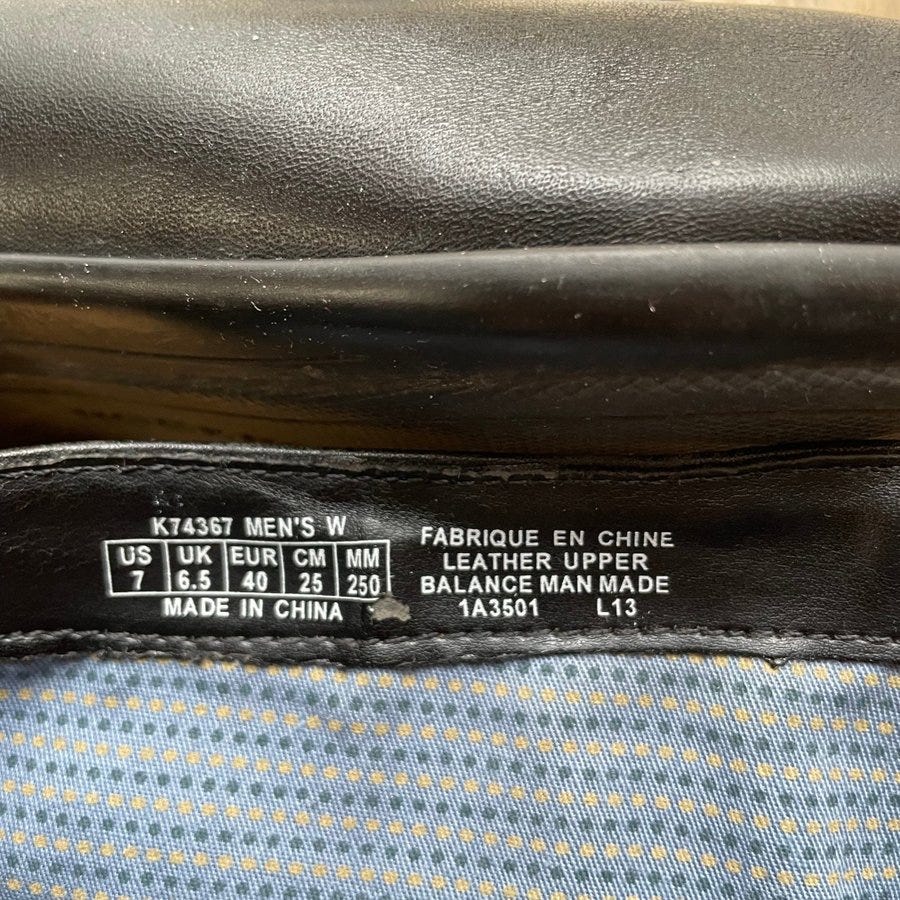 K74367 MEN'S W
US UK EUR CM MM
7 6.5 40 25 250
MADE IN CHINA
FABRIQUE EN CHINE
LEATHER UPPER
BALANCE MAN MADE
1A3501 L13